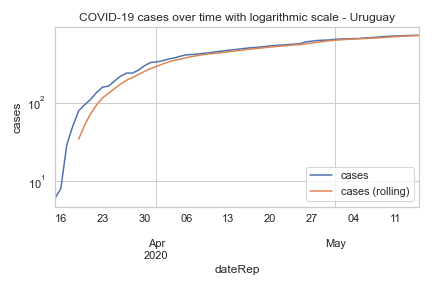 COVID-19 cases over time with logarithmic scale - Uruguay
cases
10²
10¹
cases
cases (rolling)
16 23 30 06 13 20 27 04 11
Apr May
2020
dateRep